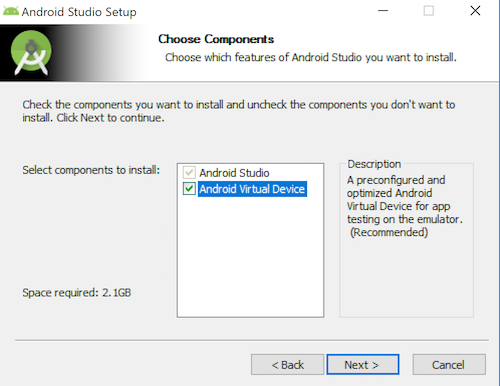 Android Studio Setup
Choose Components
Choose which features of Android Studio you want to install.
Check the components you want to install and uncheck the components you don't want to
install. Click Next to continue.
Select components to install:
Android Studio
Android Virtual Device
Description
A preconfigured and
optimized Android
Virtual Device for app
testing on the emulator.
(Recommended)
Space required: 2.1GB
< Back
Next >
Cancel